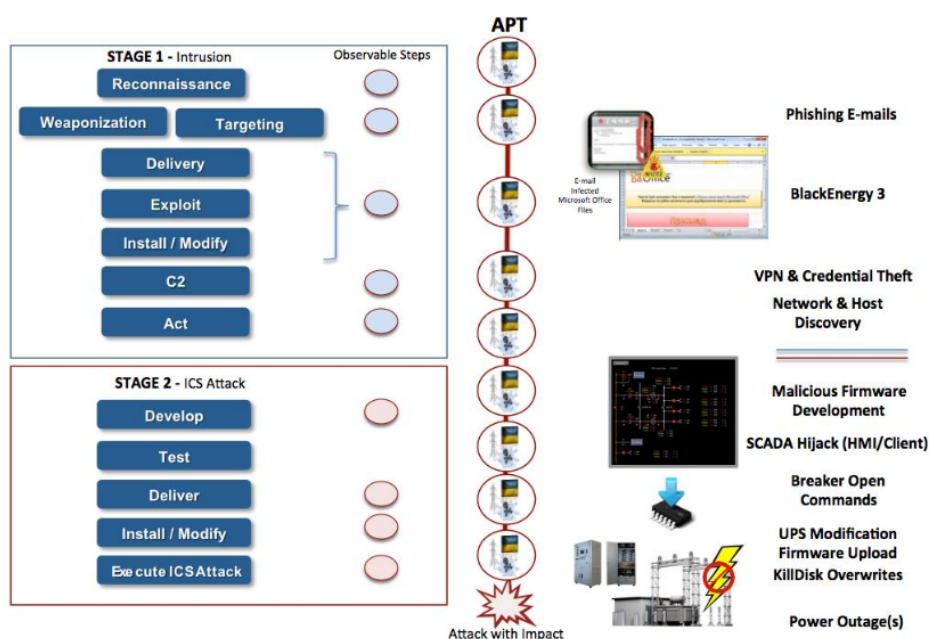 APT
STAGE 1 - Intrusion
Observable Steps
Reconnaissance
Weaponization
Targeting
Delivery
Exploit
Install / Modify
C2
Act
STAGE 2 - ICS Attack
Develop
Test
Deliver
Install / Modify
Execute ICSAttack
Attack with Impact
E-mail
Infected
Microsoft Office
Files
Office
Phishing E-mails
BlackEnergy 3
VPN & Credential Theft
Network & Host
Discovery
Malicious Firmware
Development
SCADA Hijack (HMI/Client)
Breaker Open
Commands
UPS Modification
Firmware Upload
KillDisk Overwrites
Power Outage(s)